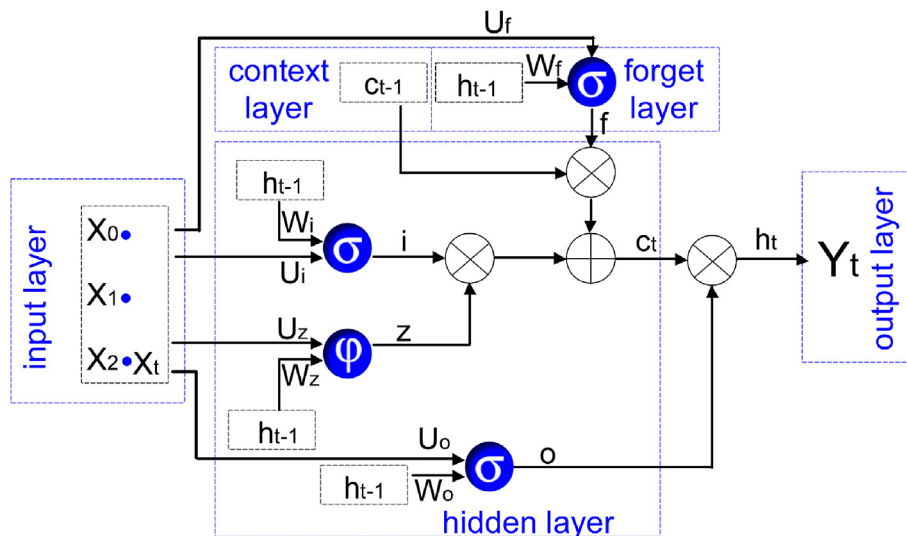 Uf
context layer
ct-1
ht-1
Wf
σ
forget layer
f
input layer
X0
X1
X2
Xt
ht-1
Wi
σ
Ui
i
Uz
φ
z
Wz
ht-1
Uo
σ
o
ht-1
Wo
hidden layer
ct
ht
Yt
output layer